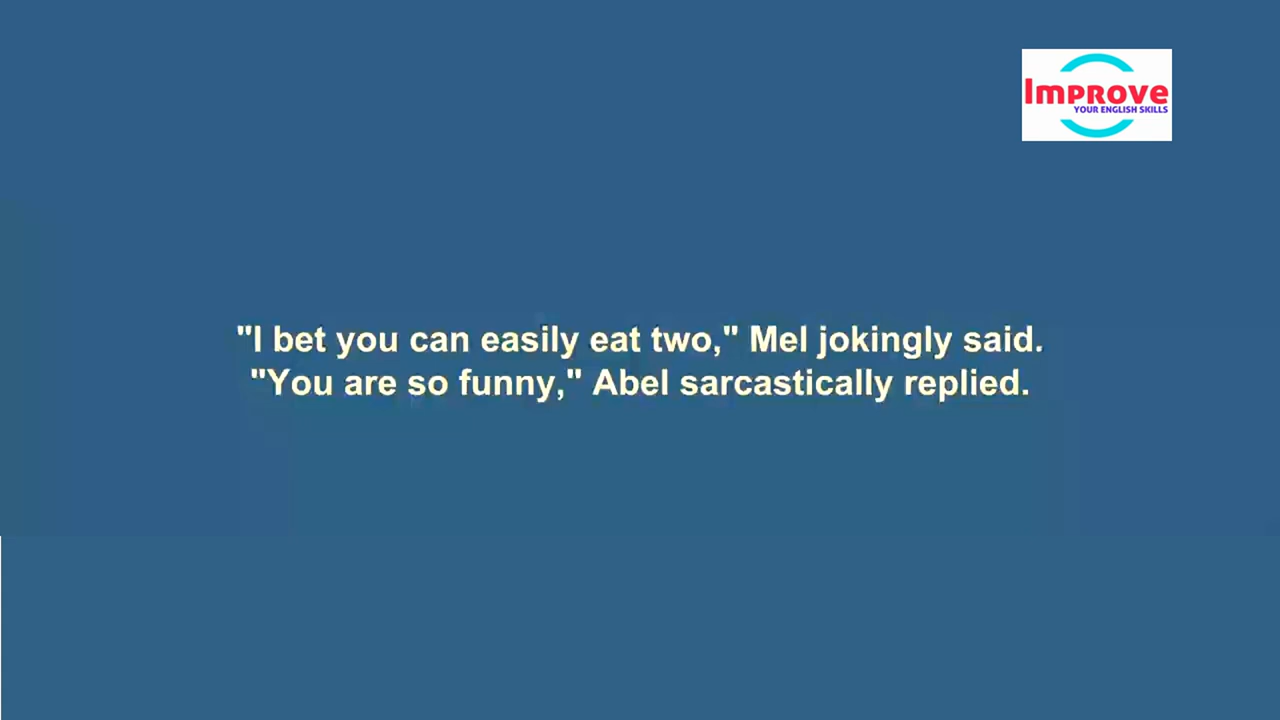 Improve
YOUR ENGLISH SKILLS
"I bet you can easily eat two," Mel jokingly said.
"You are so funny," Abel sarcastically replied.